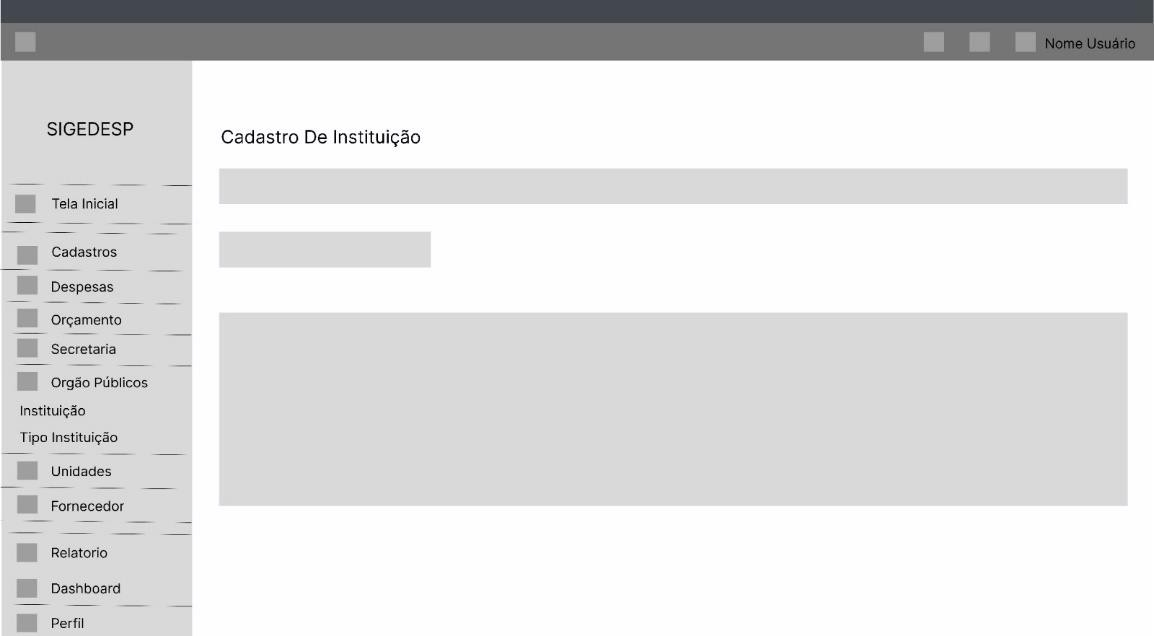 Nome Usuário
SIGEDESP
Cadastro De Instituição
Tela Inicial
Cadastros
Despesas
Orçamento
Secretaria
Orgão Públicos
Instituição
Tipo Instituição
Unidades
Fornecedor
Relatorio
Dashboard
Perfil